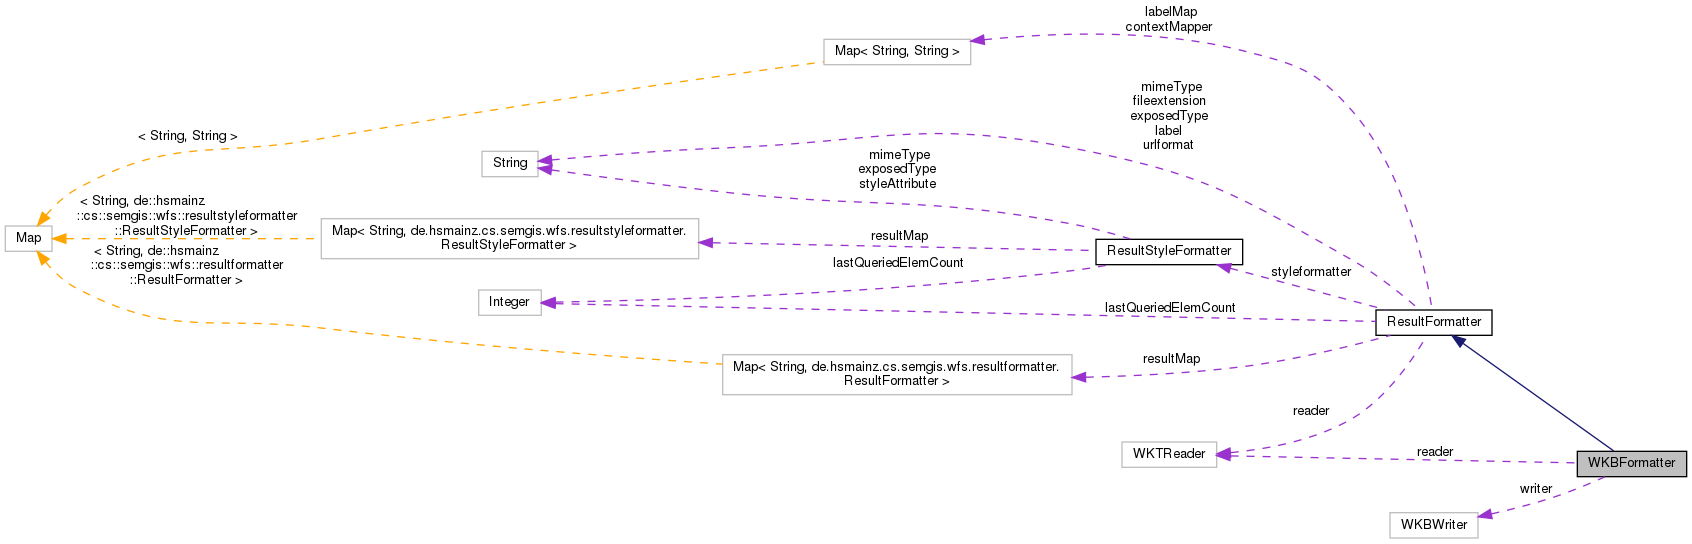 labelMap
contextMapper
Map< String, String >
mimeType
fileextension
exposedType
label
urlformat
< String, String >
String
mimeType
exposedType
styleAttribute
< String, de::hsmainz
::cs::semgis::wfs::resultstyleformatter
::ResultStyleFormatter >
Map
Map< String, de.hsmainz.cs.semgis.wfs.resultstyleformatter.
ResultStyleFormatter >
resultMap
ResultStyleFormatter
< String, de::hsmainz
::cs::semgis::wfs::resultformatter
::ResultFormatter >
lastQueriedElemCount
styleformatter
Integer
lastQueriedElemCount
ResultFormatter
Map< String, de.hsmainz.cs.semgis.wfs.resultformatter.
ResultFormatter >
resultMap
reader
WKTReader
reader
WKBFormatter
writer
WKBWriter